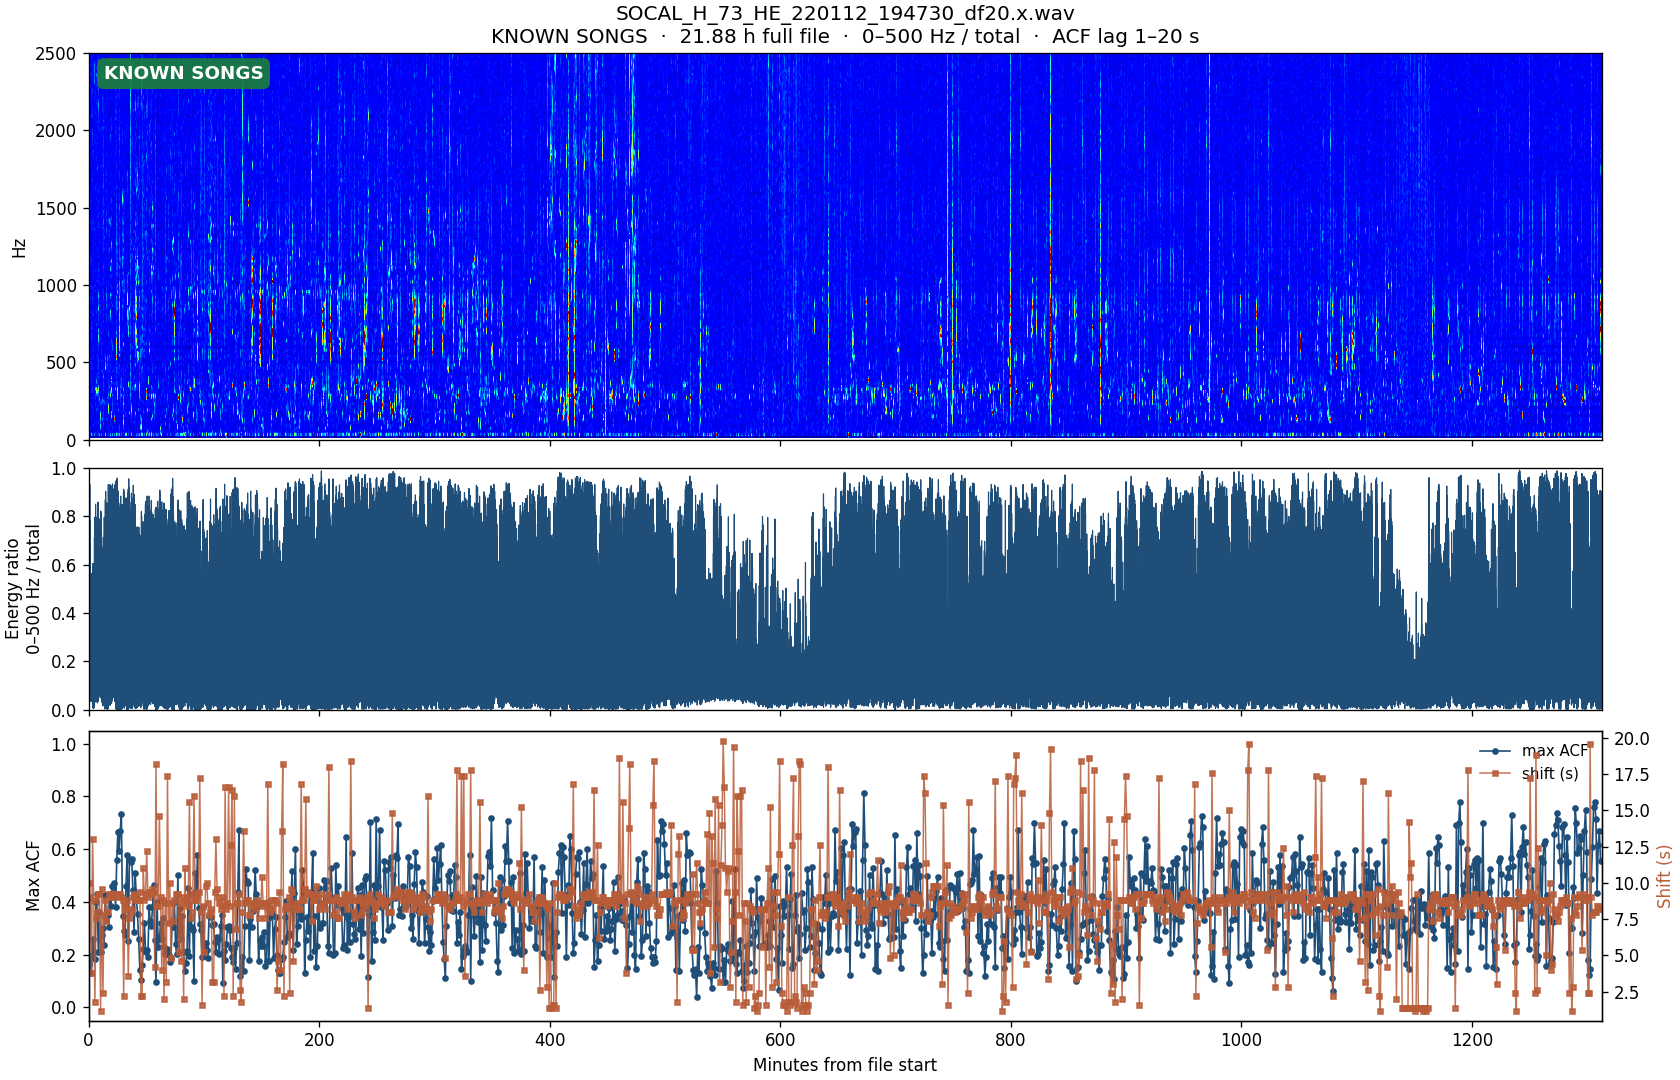 SOCAL_H_73_HE_220112_194730_df20.x.wav
KNOWN SONGS · 21.88 h full file · 0–500 Hz / total · ACF lag 1–20 s
KNOWN SONGS
2500
2000
1500
1000
500
0
Hz
1.0
0.8
0.6
0.4
0.2
0.0
Energy ratio
0–500 Hz / total
1.0
0.8
0.6
0.4
0.2
0.0
Max ACF
max ACF
shift (s)
20.0
17.5
15.0
12.5
10.0
7.5
5.0
2.5
Shift (s)
0 200 400 600 800 1000 1200
Minutes from file start